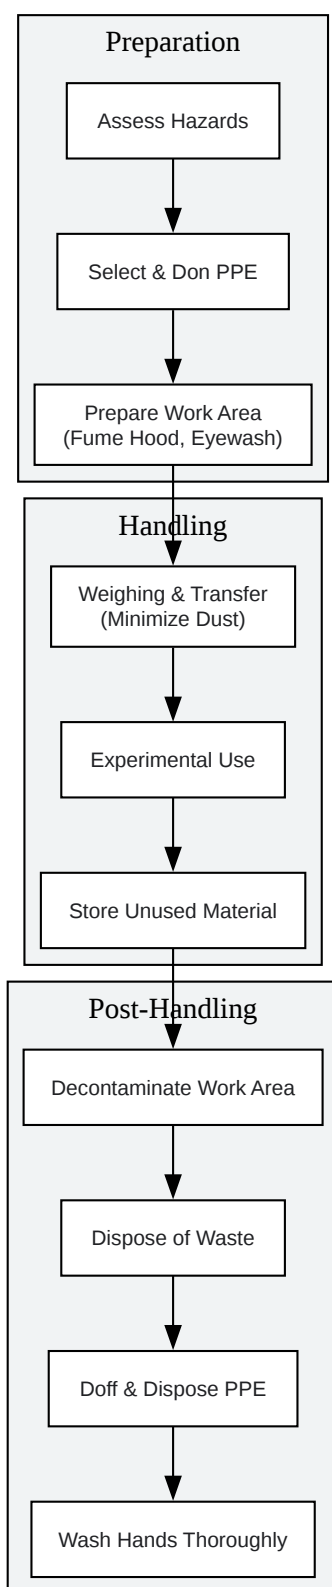 Preparation
Assess Hazards
Select & Don PPE
Prepare Work Area
(Fume Hood, Eyewash)
Handling
Weighing & Transfer
(Minimize Dust)
Experimental Use
Store Unused Material
Post-Handling
Decontaminate Work Area
Dispose of Waste
Doff & Dispose PPE
Wash Hands Thoroughly